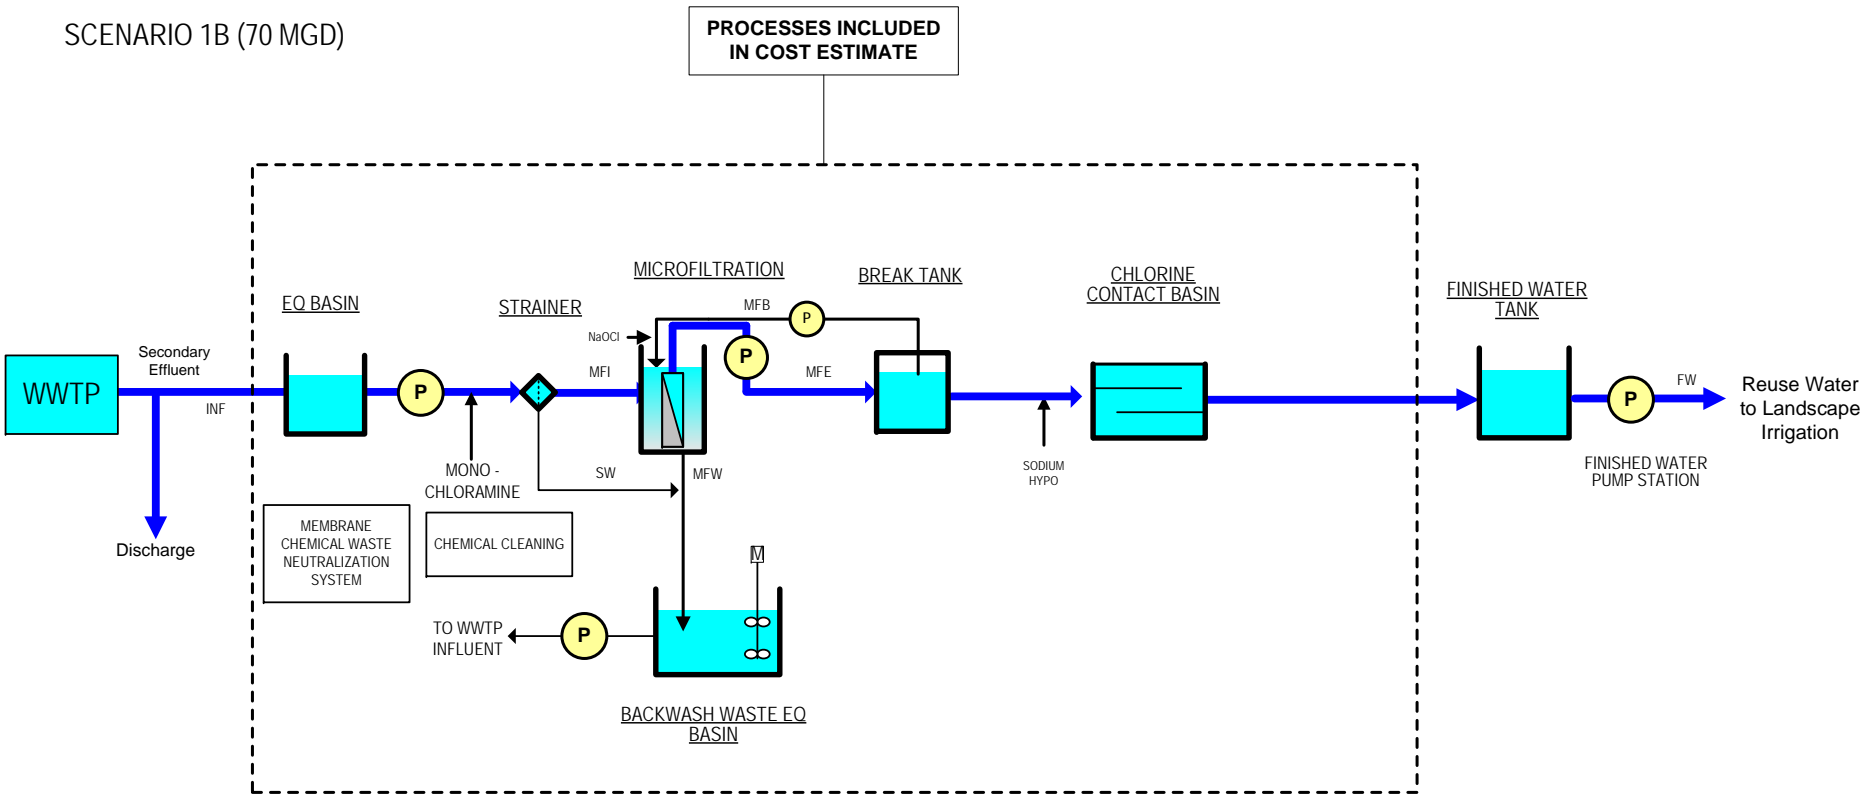 SCENARIO 1B (70 MGD)
PROCESSES INCLUDED
IN COST ESTIMATE
MICROFILTRATION
BREAK TANK
CHLORINE
CONTACT BASIN
EQ BASIN
STRAINER
FINISHED WATER
TANK
MFB
P
NaOCl
Secondary
Effluent
WWTP
INF
P
MFI
P
MFE
P
FW
Reuse Water
to Landscape
Irrigation
MONO -
CHLORAMINE
SW
MFW
SODIUM
HYPO
FINISHED WATER
PUMP STATION
Discharge
MEMBRANE
CHEMICAL WASTE
NEUTRALIZATION
SYSTEM
CHEMICAL CLEANING
M
TO WWTP
INFLUENT
P
BACKWASH WASTE EQ
BASIN